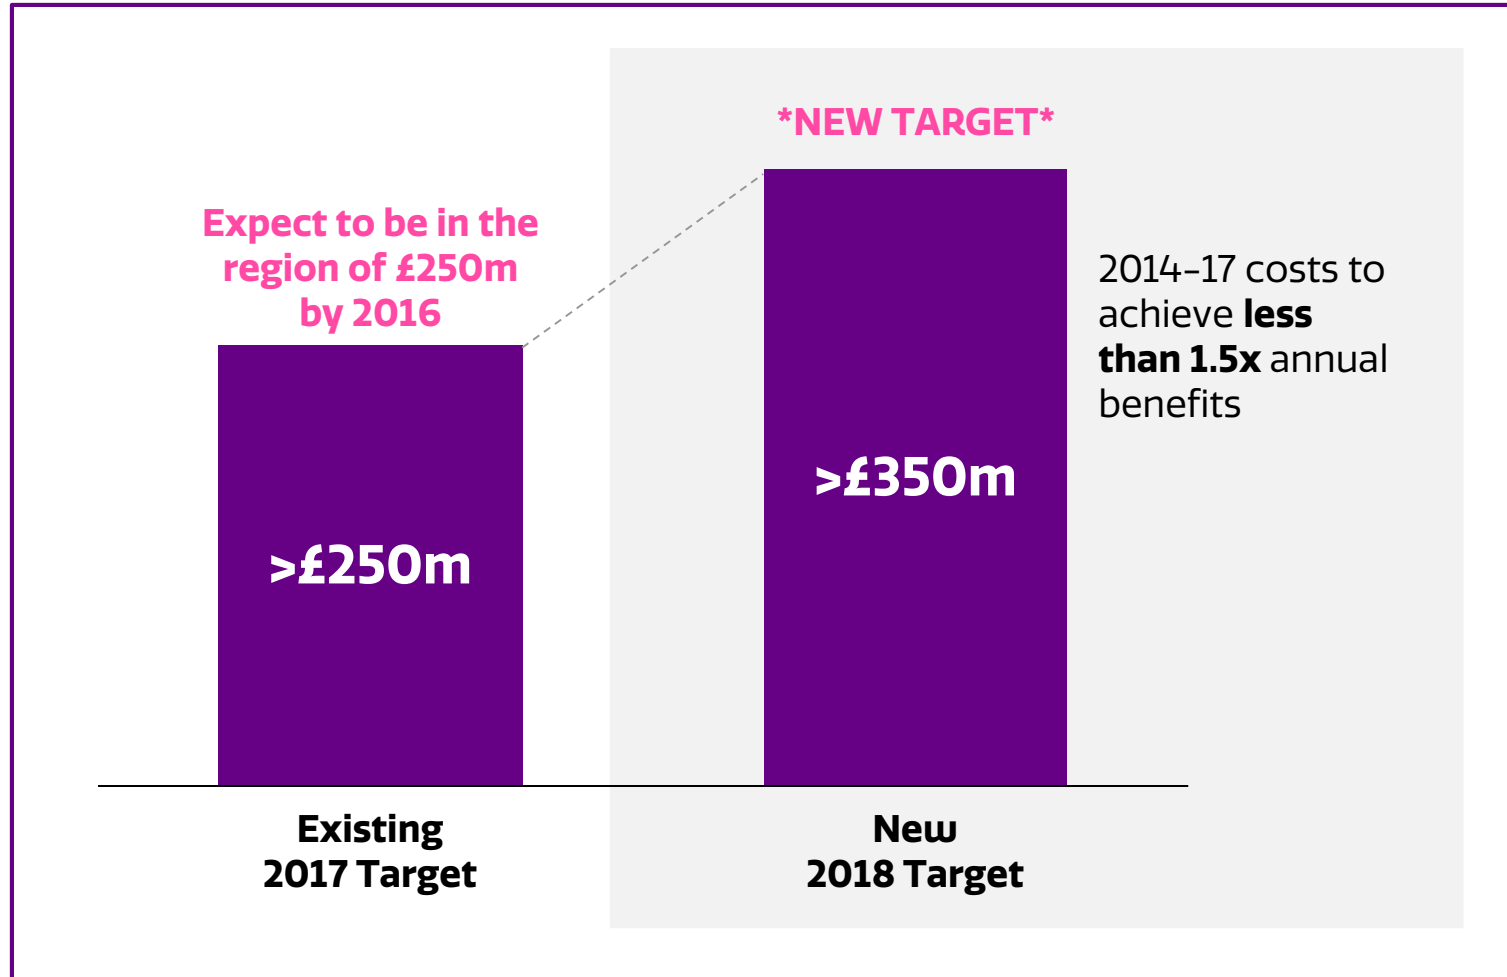 *NEW TARGET*
Expect to be in the
region of £250m
by 2016
2014-17 costs to
achieve less
than 1.5x annual
benefits
>£350m
>£250m
Existing
2017 Target
New
2018 Target